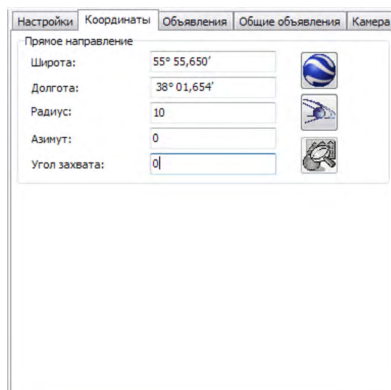 Настройки Координаты Объявления Общие объявления Камера
Прямое направление
Широта: 55° 55,650′
Долгота: 38° 01,654′
Радиус: 10
Азимут: 0
Угол захвата: 0